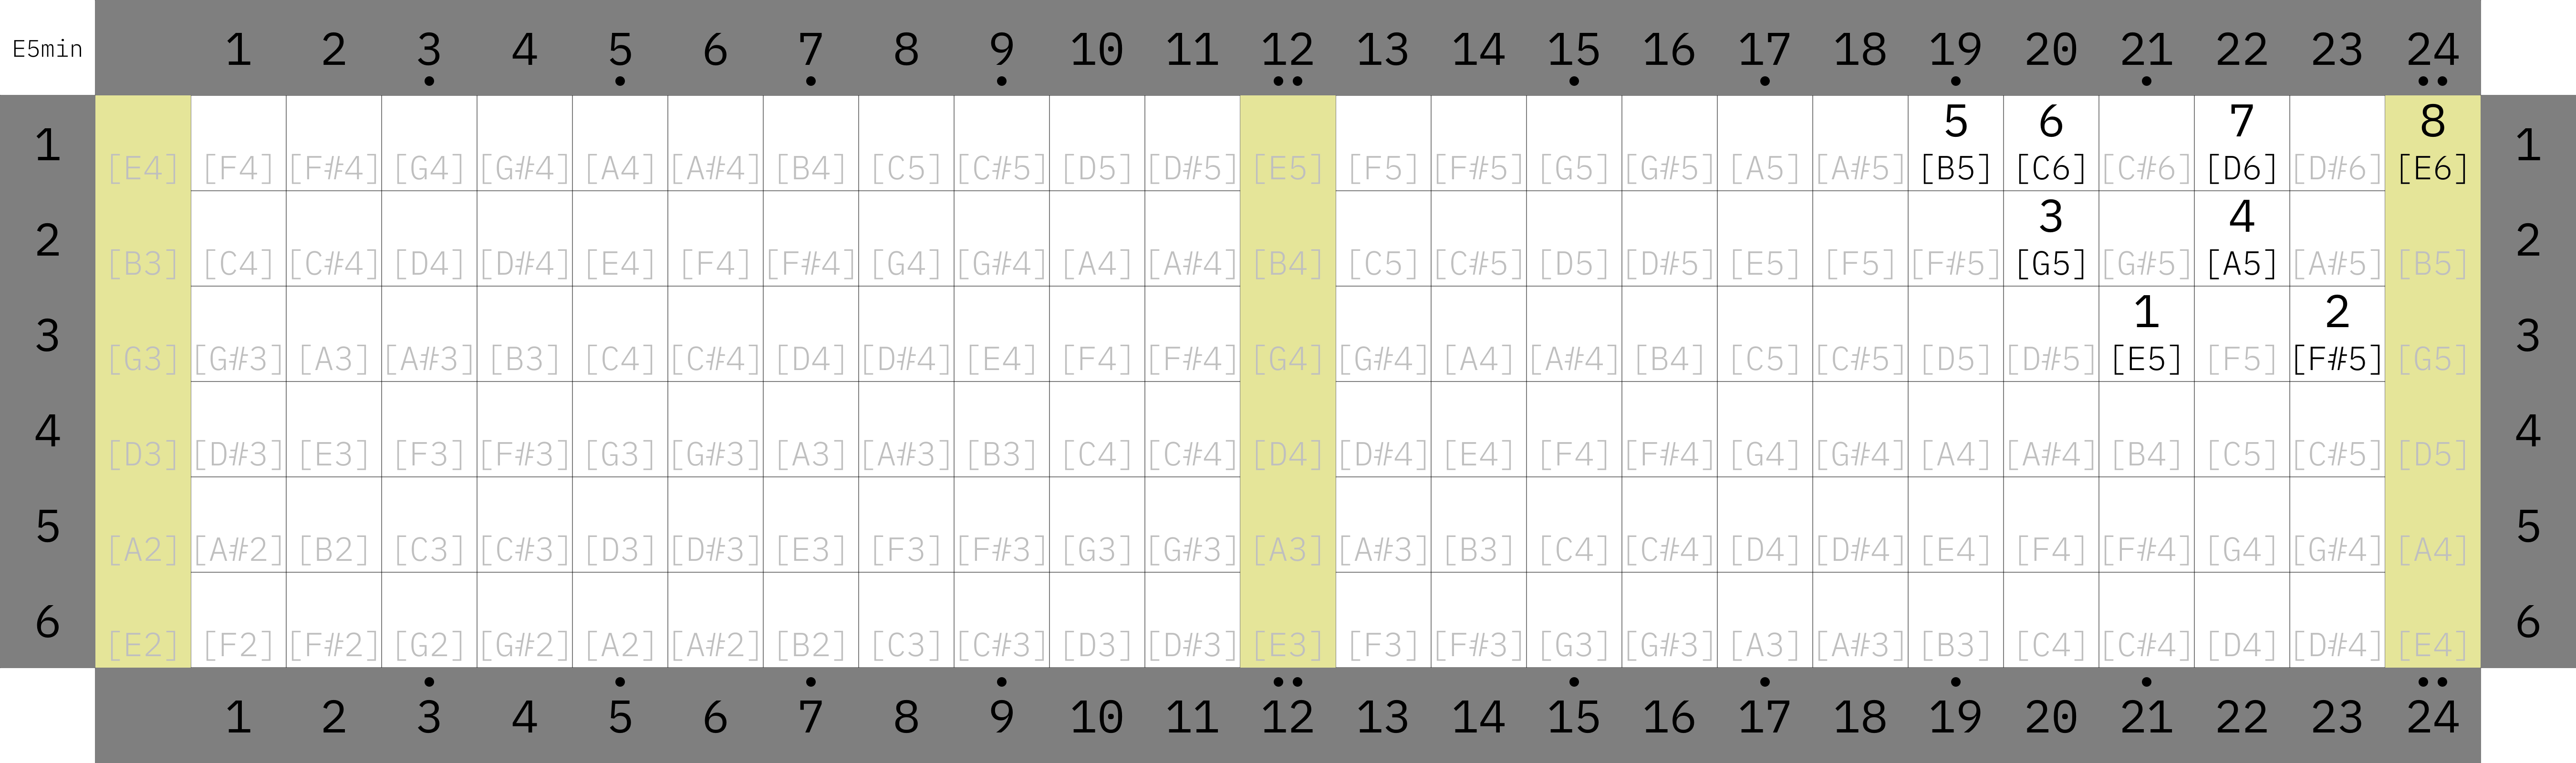 E5min 1 2 3 4 5 6 7 8 9 10 11 12 13 14 15 16 17 18 19 20 21 22 23 24
5 6 7 8
1 [E4] [F4] [F#4] [G4] [G#4] [A4] [A#4] [B4] [C5] [C#5] [D5] [D#5] [E5] [F5] [F#5] [G5] [G#5] [A5] [A#5] [B5] [C6] [C#6] [D6] [D#6] [E6] 1
3 4
2 [B3] [C4] [C#4] [D4] [D#4] [E4] [F4] [F#4] [G4] [G#4] [A4] [A#4] [B4] [C5] [C#5] [D5] [D#5] [E5] [F5] [F#5] [G5] [G#5] [A5] [A#5] [B5] 2
1 2
3 [G3] [G#3] [A3] [A#3] [B3] [C4] [C#4] [D4] [D#4] [E4] [F4] [F#4] [G4] [G#4] [A4] [A#4] [B4] [C5] [C#5] [D5] [D#5] [E5] [F5] [F#5] [G5] 3
4 [D3] [D#3] [E3] [F3] [F#3] [G3] [G#3] [A3] [A#3] [B3] [C4] [C#4] [D4] [D#4] [E4] [F4] [F#4] [G4] [G#4] [A4] [A#4] [B4] [C5] [C#5] [D5] 4
5 [A2] [A#2] [B2] [C3] [C#3] [D3] [D#3] [E3] [F3] [F#3] [G3] [G#3] [A3] [A#3] [B3] [C4] [C#4] [D4] [D#4] [E4] [F4] [F#4] [G4] [G#4] [A4] 5
6 [E2] [F2] [F#2] [G2] [G#2] [A2] [A#2] [B2] [C3] [C#3] [D3] [D#3] [E3] [F3] [F#3] [G3] [G#3] [A3] [A#3] [B3] [C4] [C#4] [D4] [D#4] [E4] 6
1 2 3 4 5 6 7 8 9 10 11 12 13 14 15 16 17 18 19 20 21 22 23 24